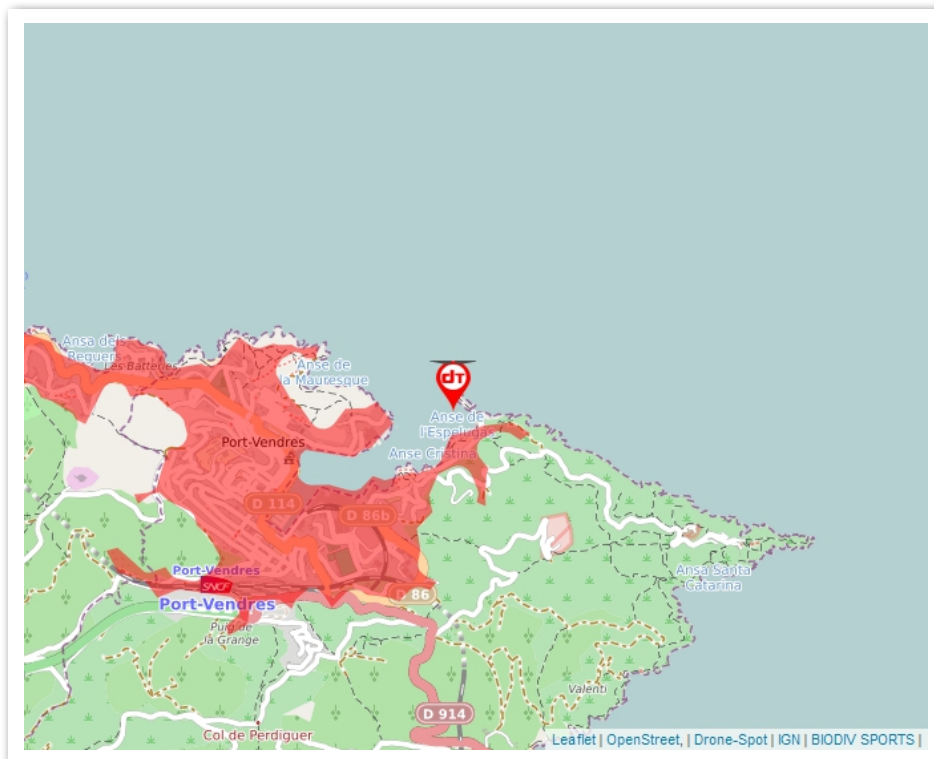 Ansa dels
Reguers
Les Batteries
Anse de
la Mauresque
dT
Anse de
l'Espelugas
Anse Cristina
Port-Vendres
D 114
D 86b
Port-Vendres
SNCF
Port-Vendres
D 86
Ansa Santa
Catarina
Puig de
la Grange
Valentí
D 914
Col de Perdiguer
Leaflet | OpenStreet, | Drone-Spot | IGN | BIODIV SPORTS |